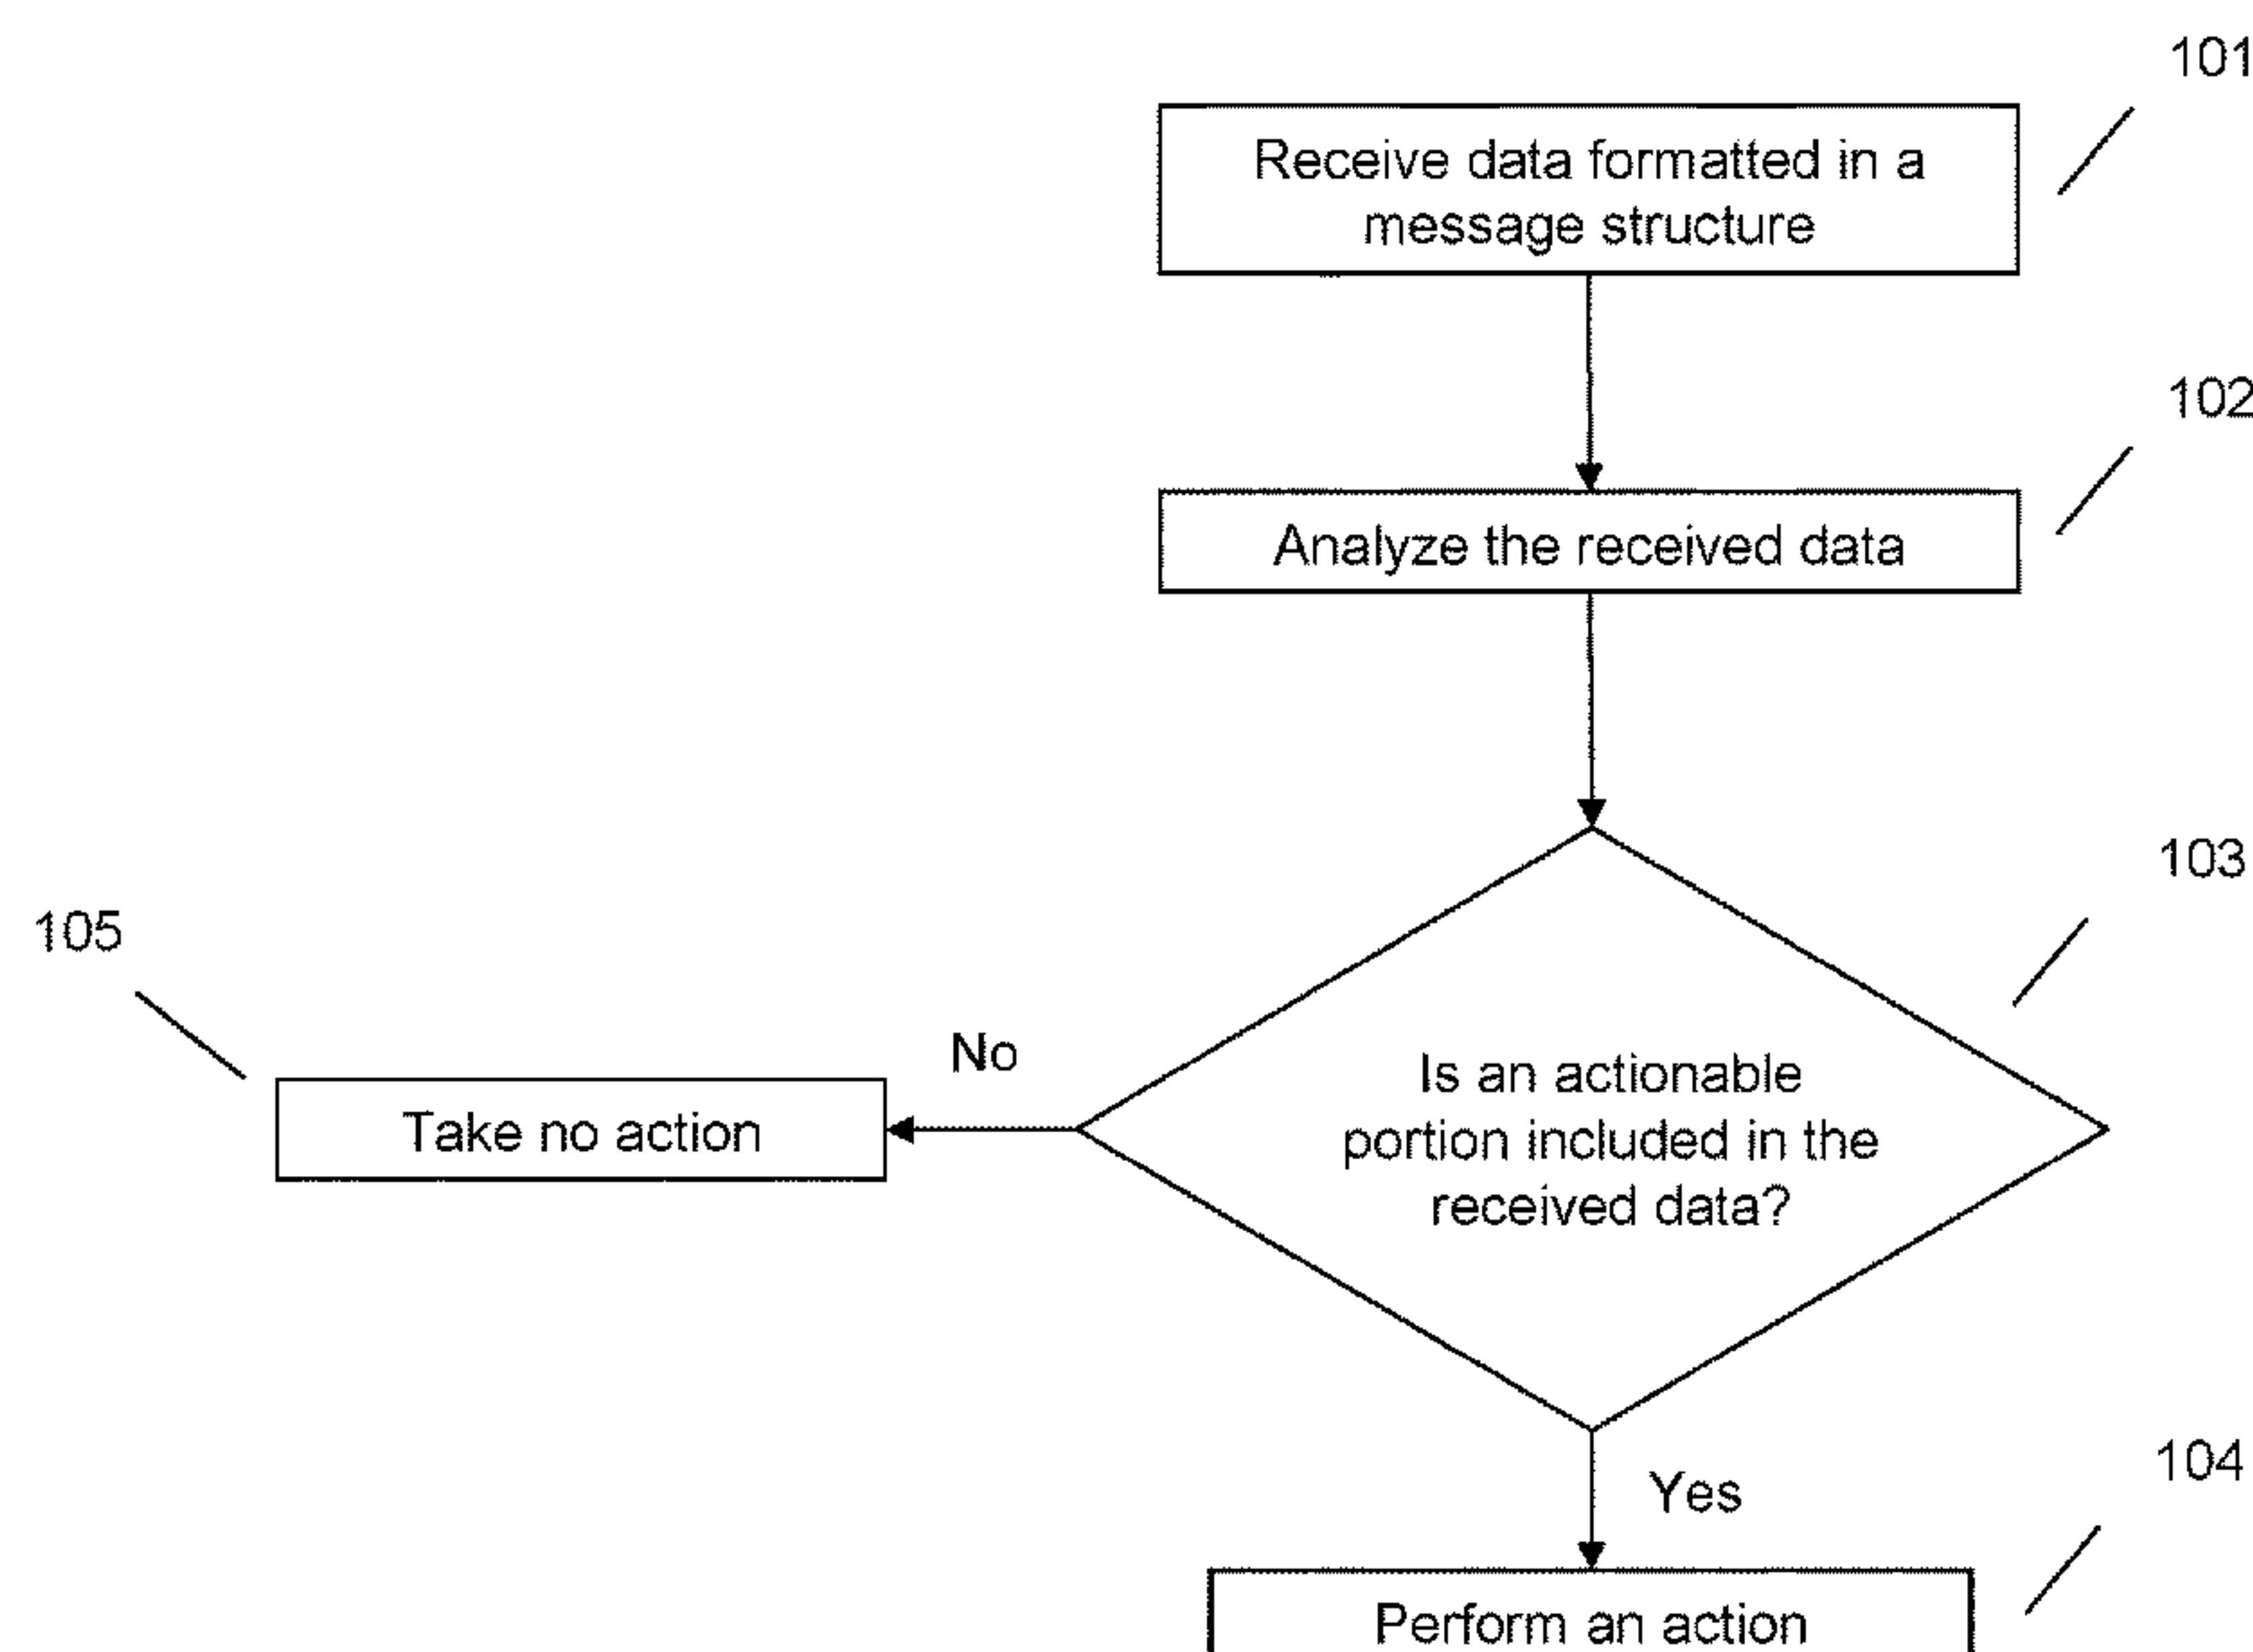 101
Receive data formatted in a
message structure
102
Analyze the received data
103
105
No
Is an actionable
portion included in the
received data?
Take no action
Yes
104
Perform an action